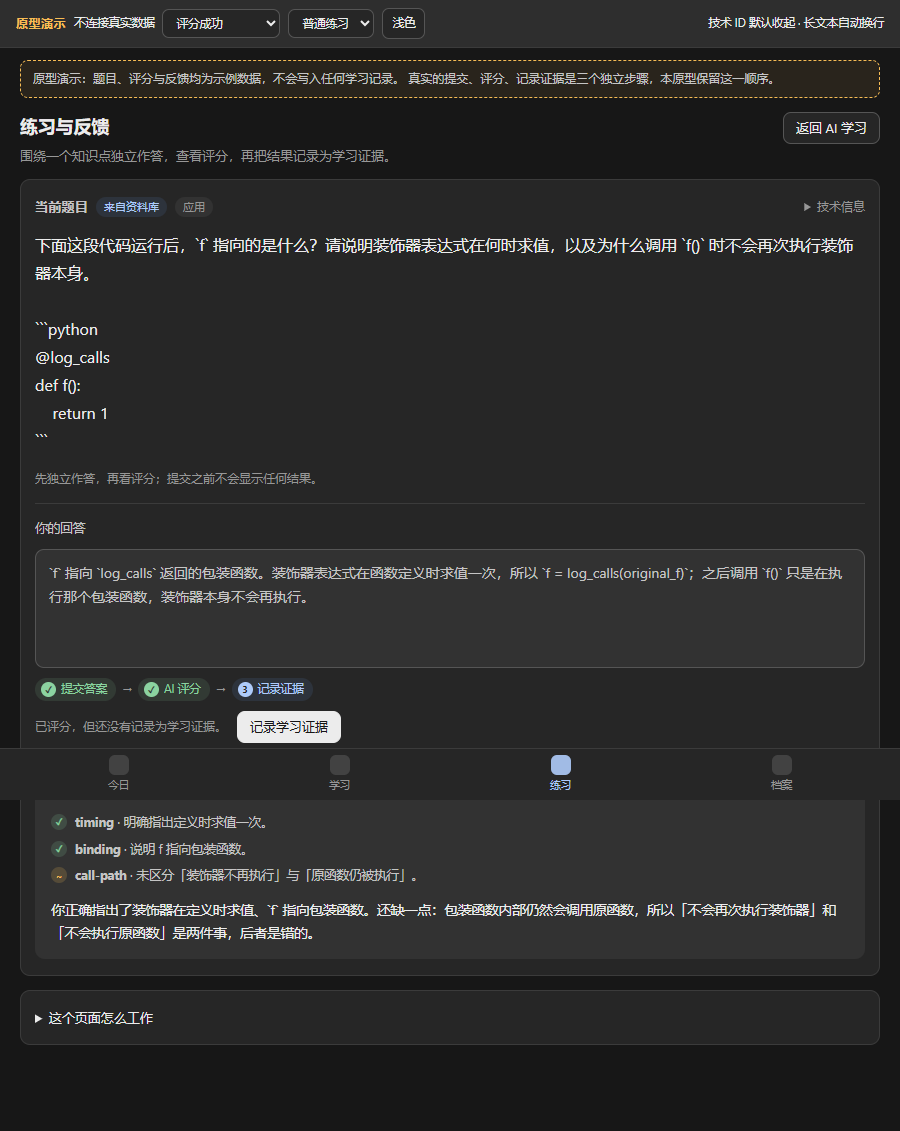 原型演示 不连接真实数据 评分成功 普通练习 浅色 技术 ID 默认收起 · 长文本自动换行
原型演示：题目、评分与反馈均为示例数据，不会写入任何学习记录。 真实的提交、评分、记录证据是三个独立步骤，本原型保留这一顺序。
练习与反馈
返回 AI 学习
围绕一个知识点独立作答，查看评分，再把结果记录为学习证据。
当前题目 来自资料库 应用 ▶ 技术信息
下面这段代码运行后，`f` 指向的是什么？请说明装饰器表达式在何时求值，以及为什么调用 `f()` 时不会再次执行装饰
器本身。
```python
@log_calls
def f():
    return 1
```
先独立作答，再看评分；提交之前不会显示任何结果。
你的回答
`f` 指向 `log_calls` 返回的包装函数。装饰器表达式在函数定义时求值一次，所以 `f = log_calls(original_f)`；之后调用 `f()` 只是在执
行那个包装函数，装饰器本身不会再执行。
✓ 提交答案 → ✓ AI 评分 → 3 记录证据
已评分，但还没有记录为学习证据。 记录学习证据
今日 学习 练习 档案
✓ timing · 明确指出定义时求值一次。
✓ binding · 说明 f 指向包装函数。
~ call-path · 未区分「装饰器不再执行」与「原函数仍被执行」。
你正确指出了装饰器在定义时求值、`f` 指向包装函数。还缺一点：包装函数内部仍然会调用原函数，所以「不会再次执行装饰器」和
「不会执行原函数」是两件事，后者是错的。
▶ 这个页面怎么工作